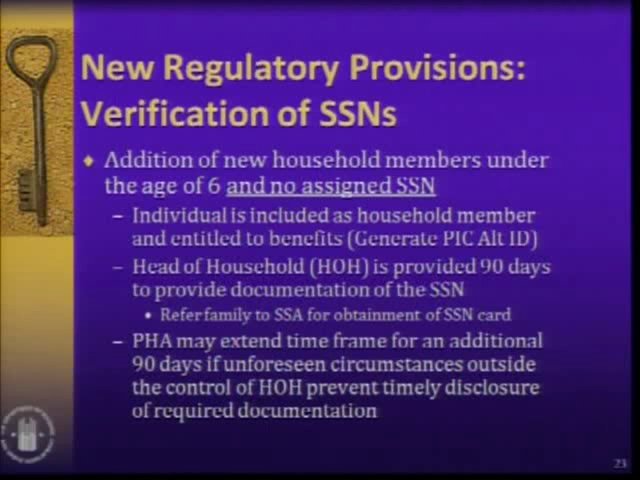 New Regulatory Provisions:
Verification of SSNs
Addition of new household members under
the age of 6 and no assigned SSN
– Individual is included as household member
and entitled to benefits (Generate PIC Alt ID)
– Head of Household (HOH) is provided 90 days
to provide documentation of the SSN
• Refer family to SSA for obtainment of SSN card
– PHA may extend time frame for an additional
90 days if unforeseen circumstances outside
the control of HOH prevent timely disclosure
of required documentation
23